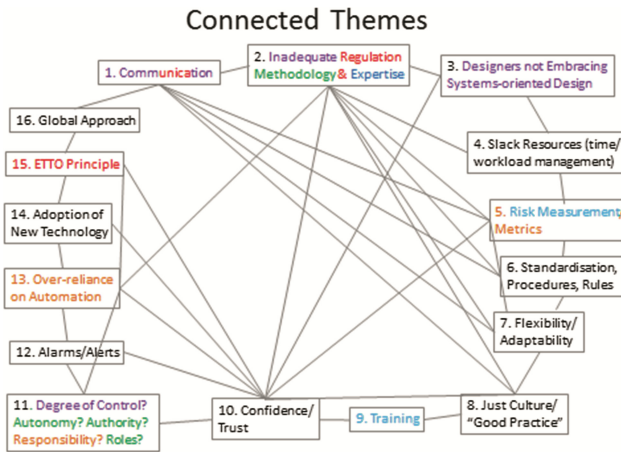 Connected Themes
1. Communication
2. Inadequate Regulation
Methodology & Expertise
3. Designers not Embracing
Systems-oriented Design
16. Global Approach
4. Slack Resources (time/
workload management)
15. ETTO Principle
14. Adoption of
New Technology
5. Risk Measurement/
Metrics
13. Over-reliance
on Automation
6. Standardisation,
Procedures, Rules
7. Flexibility/
Adaptability
12. Alarms/Alerts
11. Degree of Control?
Autonomy? Authority?
Responsibility? Roles?
10. Confidence/
Trust
9. Training
8. Just Culture/
“Good Practice”